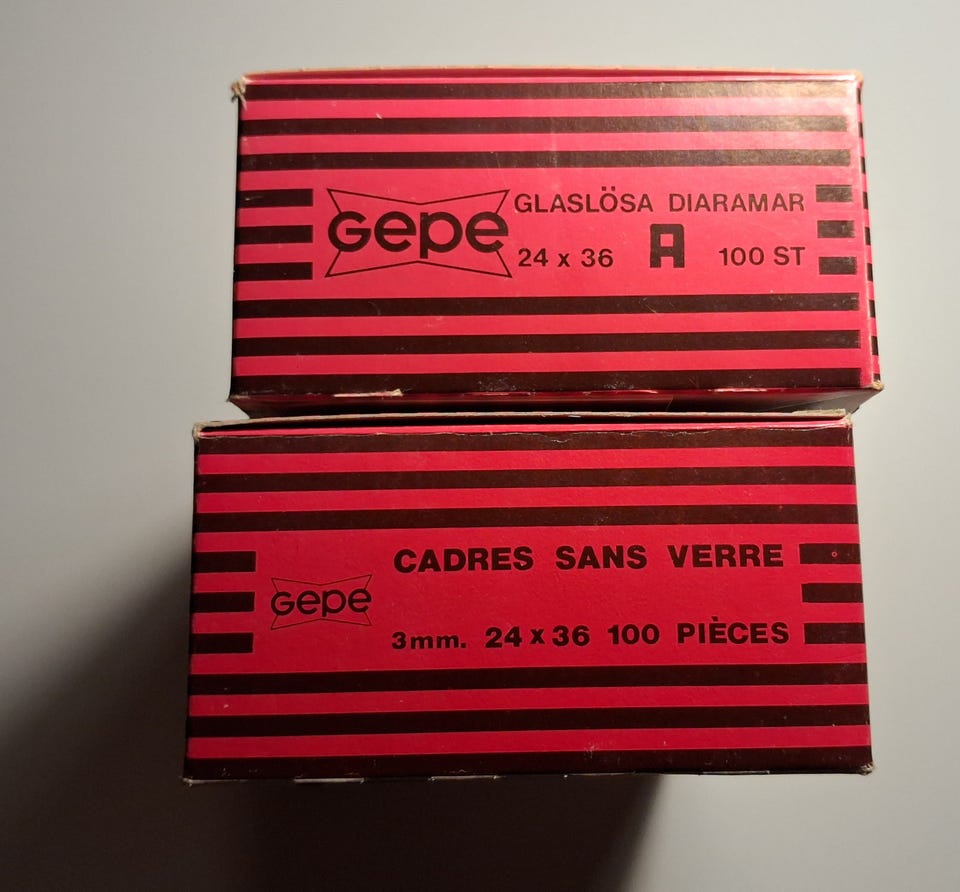 Gepe
GLASLÖSA DIARAMAR
24 x 36 A 100 ST
Gepe
CADRES SANS VERRE
3mm. 24 x 36 100 PIÈCES